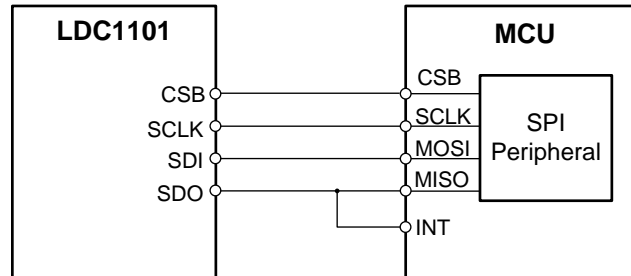 LDC1101
MCU
CSB
CSB
SCLK
SCLK
SPI
Peripheral
SDI
MOSI
SDO
MISO
INT